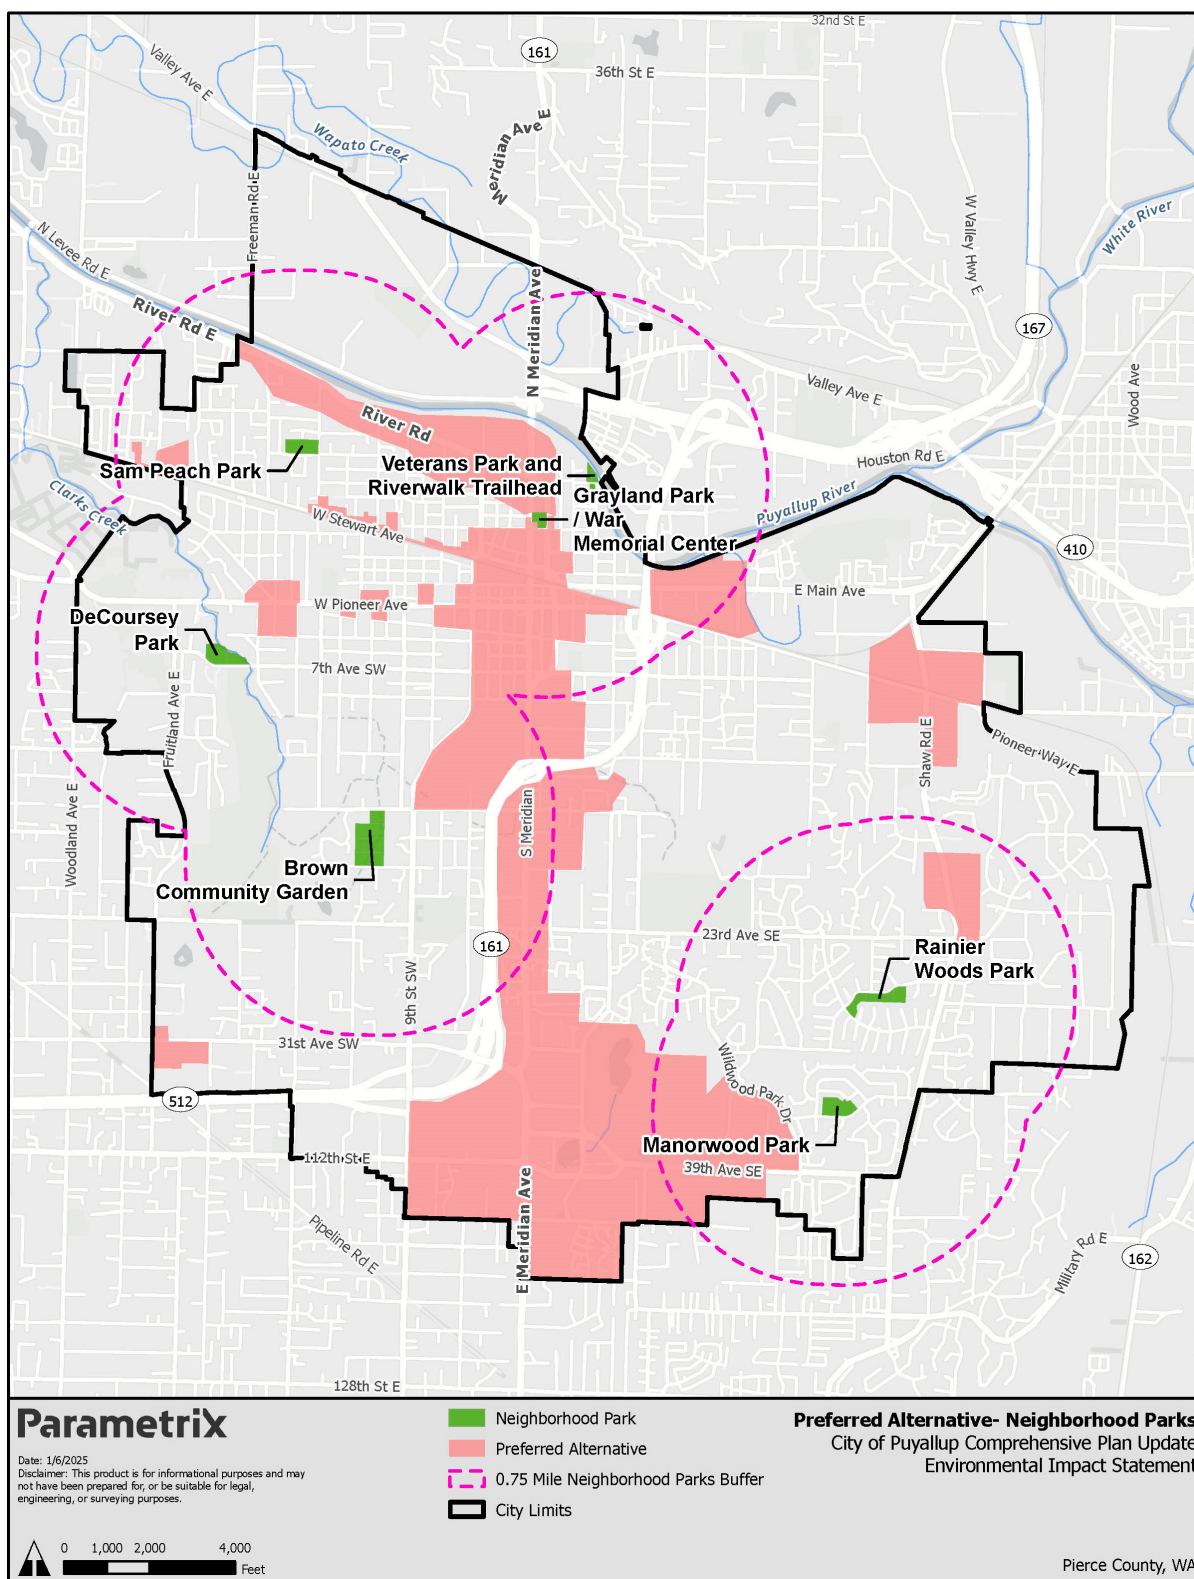 32nd St E
161
36th St E
Valley Ave E
Meridian Ave E
Wapato Creek
Freeman Rd E
W Valley Hwy E
White River
N Levee Rd E
River Rd E
N Meridian Ave
167
Valley Ave E
Wood Ave
River Rd
Houston Rd E
Sam Peach Park
Veterans Park and
Riverwalk Trailhead
Grayland Park
/ War
Memorial Center
Puyallup River
Clarks Creek
W Stewart Ave
410
E Main Ave
W Pioneer Ave
DeCoursey
Park
7th Ave SW
Fruitland Ave E
Shaw Rd E
Pioneer Way E
Woodland Ave E
S Meridian
Brown
Community Garden
23rd Ave SE
161
Rainier
Woods Park
9th St SW
31st Ave SW
Wildwood Park Dr
512
Manorwood Park
112th St E
39th Ave SE
E Meridian Ave
Pipeline Rd E
Military Rd E
162
128th St E
Parametrix
Date: 1/6/2025
Disclaimer: This product is for informational purposes and may
not have been prepared for, or be suitable for legal,
engineering, or surveying purposes.
0 1,000 2,000 4,000
Feet
Neighborhood Park
Preferred Alternative
0.75 Mile Neighborhood Parks Buffer
City Limits
Preferred Alternative- Neighborhood Parks
City of Puyallup Comprehensive Plan Update
Environmental Impact Statement
Pierce County, WA